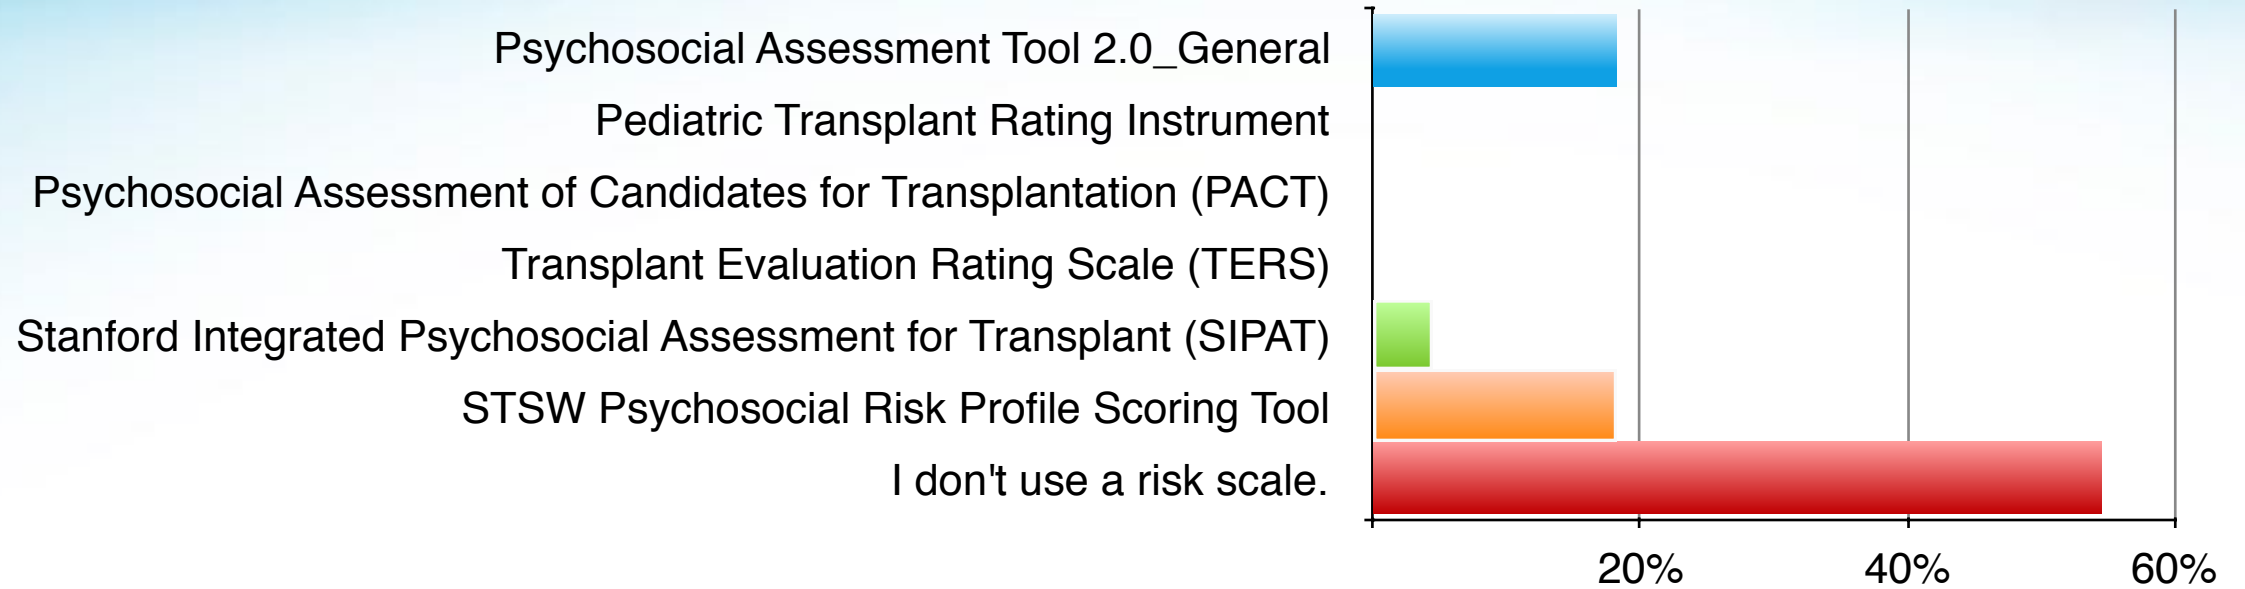 Psychosocial Assessment Tool 2.0_General
Pediatric Transplant Rating Instrument
Psychosocial Assessment of Candidates for Transplantation (PACT)
Transplant Evaluation Rating Scale (TERS)
Stanford Integrated Psychosocial Assessment for Transplant (SIPAT)
STSW Psychosocial Risk Profile Scoring Tool
I don't use a risk scale.
20% 40% 60%